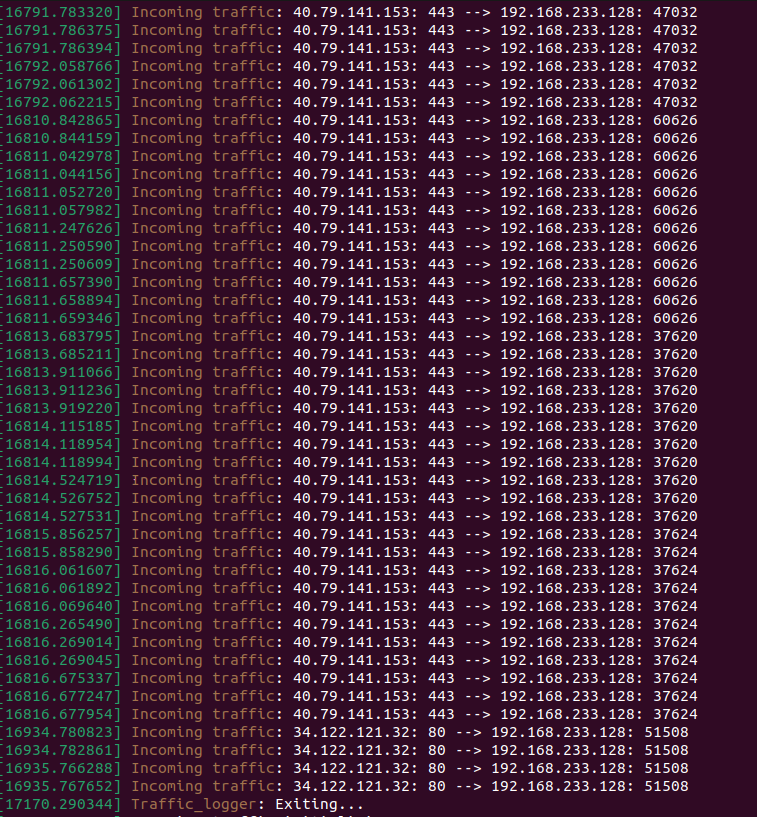 [16791.783320] Incoming traffic: 40.79.141.153: 443 --> 192.168.233.128: 47032
[16791.786375] Incoming traffic: 40.79.141.153: 443 --> 192.168.233.128: 47032
[16791.786394] Incoming traffic: 40.79.141.153: 443 --> 192.168.233.128: 47032
[16792.058766] Incoming traffic: 40.79.141.153: 443 --> 192.168.233.128: 47032
[16792.061302] Incoming traffic: 40.79.141.153: 443 --> 192.168.233.128: 47032
[16792.062215] Incoming traffic: 40.79.141.153: 443 --> 192.168.233.128: 47032
[16810.842865] Incoming traffic: 40.79.141.153: 443 --> 192.168.233.128: 60626
[16810.844159] Incoming traffic: 40.79.141.153: 443 --> 192.168.233.128: 60626
[16811.042978] Incoming traffic: 40.79.141.153: 443 --> 192.168.233.128: 60626
[16811.044156] Incoming traffic: 40.79.141.153: 443 --> 192.168.233.128: 60626
[16811.052720] Incoming traffic: 40.79.141.153: 443 --> 192.168.233.128: 60626
[16811.057982] Incoming traffic: 40.79.141.153: 443 --> 192.168.233.128: 60626
[16811.247626] Incoming traffic: 40.79.141.153: 443 --> 192.168.233.128: 60626
[16811.250590] Incoming traffic: 40.79.141.153: 443 --> 192.168.233.128: 60626
[16811.250609] Incoming traffic: 40.79.141.153: 443 --> 192.168.233.128: 60626
[16811.657390] Incoming traffic: 40.79.141.153: 443 --> 192.168.233.128: 60626
[16811.658894] Incoming traffic: 40.79.141.153: 443 --> 192.168.233.128: 60626
[16811.659346] Incoming traffic: 40.79.141.153: 443 --> 192.168.233.128: 60626
[16813.683795] Incoming traffic: 40.79.141.153: 443 --> 192.168.233.128: 37620
[16813.685211] Incoming traffic: 40.79.141.153: 443 --> 192.168.233.128: 37620
[16813.911066] Incoming traffic: 40.79.141.153: 443 --> 192.168.233.128: 37620
[16813.911236] Incoming traffic: 40.79.141.153: 443 --> 192.168.233.128: 37620
[16813.919220] Incoming traffic: 40.79.141.153: 443 --> 192.168.233.128: 37620
[16814.115185] Incoming traffic: 40.79.141.153: 443 --> 192.168.233.128: 37620
[16814.118954] Incoming traffic: 40.79.141.153: 443 --> 192.168.233.128: 37620
[16814.118994] Incoming traffic: 40.79.141.153: 443 --> 192.168.233.128: 37620
[16814.524719] Incoming traffic: 40.79.141.153: 443 --> 192.168.233.128: 37620
[16814.526752] Incoming traffic: 40.79.141.153: 443 --> 192.168.233.128: 37620
[16814.527531] Incoming traffic: 40.79.141.153: 443 --> 192.168.233.128: 37620
[16815.856257] Incoming traffic: 40.79.141.153: 443 --> 192.168.233.128: 37624
[16815.858290] Incoming traffic: 40.79.141.153: 443 --> 192.168.233.128: 37624
[16816.061607] Incoming traffic: 40.79.141.153: 443 --> 192.168.233.128: 37624
[16816.061892] Incoming traffic: 40.79.141.153: 443 --> 192.168.233.128: 37624
[16816.069640] Incoming traffic: 40.79.141.153: 443 --> 192.168.233.128: 37624
[16816.265490] Incoming traffic: 40.79.141.153: 443 --> 192.168.233.128: 37624
[16816.269014] Incoming traffic: 40.79.141.153: 443 --> 192.168.233.128: 37624
[16816.269045] Incoming traffic: 40.79.141.153: 443 --> 192.168.233.128: 37624
[16816.675337] Incoming traffic: 40.79.141.153: 443 --> 192.168.233.128: 37624
[16816.677247] Incoming traffic: 40.79.141.153: 443 --> 192.168.233.128: 37624
[16816.677954] Incoming traffic: 40.79.141.153: 443 --> 192.168.233.128: 37624
[16934.780823] Incoming traffic: 34.122.121.32: 80 --> 192.168.233.128: 51508
[16934.782861] Incoming traffic: 34.122.121.32: 80 --> 192.168.233.128: 51508
[16935.766288] Incoming traffic: 34.122.121.32: 80 --> 192.168.233.128: 51508
[16935.767652] Incoming traffic: 34.122.121.32: 80 --> 192.168.233.128: 51508
[17170.290344] Traffic_logger: Exiting...